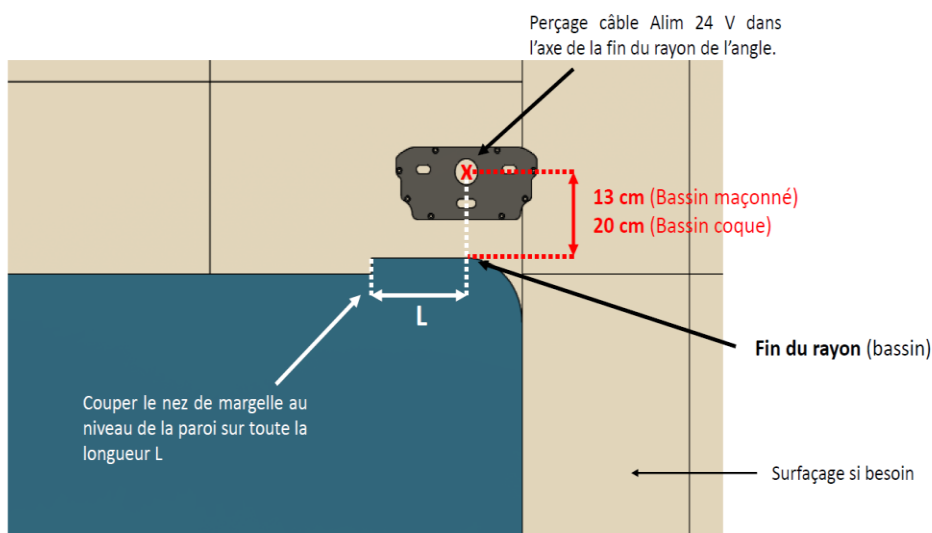 Perçage câble Alim 24 V dans
l’axe de la fin du rayon de l’angle.
X
13 cm (Bassin maçonné)
20 cm (Bassin coque)
L
Fin du rayon (bassin)
Couper le nez de margelle au
niveau de la paroi sur toute la
longueur L
Surfaçage si besoin